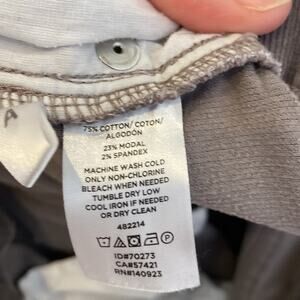 A
75% COTTON/ COTON/
ALGODÓN
23% MODAL
2% SPANDEX
MACHINE WASH COLD
ONLY NON-CHLORINE
BLEACH WHEN NEEDED
TUMBLE DRY LOW
COOL IRON IF NEEDED
OR DRY CLEAN
482214
ID#70273
CA#57421
RN#140923